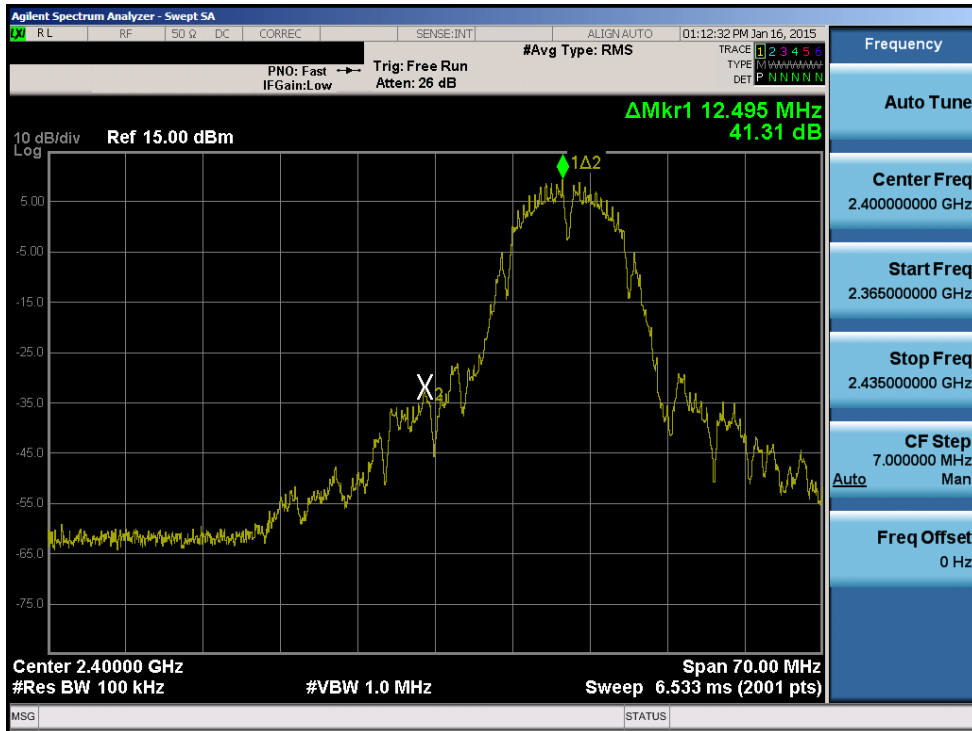 Agilent Spectrum Analyzer - Swept SA
LXI RL RF 50 Ω DC CORREC SENSE:INT ALIGN AUTO 01:12:32 PM Jan 16, 2015
PNO: Fast
IFGain:Low
Trig: Free Run
Atten: 26 dB
#Avg Type: RMS
TRACE 1 2 3 4 5 6
TYPE M WWWWW
DET P N N N N N
ΔMkr1 12.495 MHz
41.31 dB
10 dB/div Ref 15.00 dBm
Log
1Δ2
5.00
-5.00
-15.0
-25.0
X2
-35.0
-45.0
-55.0
-65.0
-75.0
Center 2.40000 GHz Span 70.00 MHz
#Res BW 100 kHz #VBW 1.0 MHz Sweep 6.533 ms (2001 pts)
MSG STATUS
Frequency
Auto Tune
Center Freq
2.400000000 GHz
Start Freq
2.365000000 GHz
Stop Freq
2.435000000 GHz
CF Step
7.000000 MHz
Auto Man
Freq Offset
0 Hz